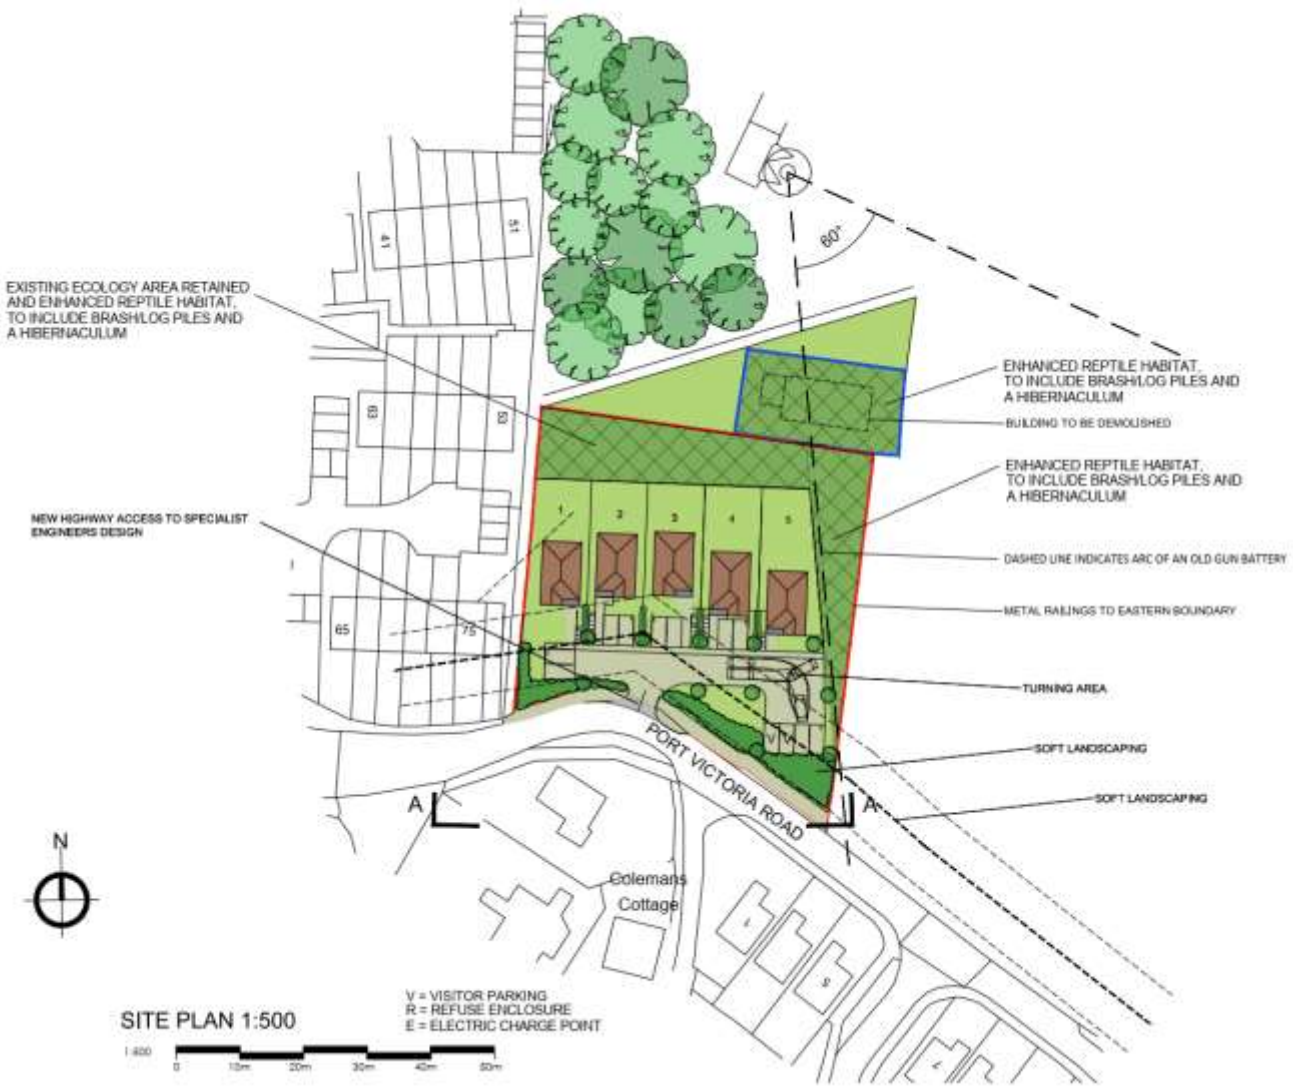 51
41
60°
EXISTING ECOLOGY AREA RETAINED
AND ENHANCED REPTILE HABITAT,
TO INCLUDE BRASH/LOG PILES AND
A HIBERNACULUM
ENHANCED REPTILE HABITAT,
TO INCLUDE BRASH/LOG PILES AND
A HIBERNACULUM
BUILDING TO BE DEMOLISHED
63
53
ENHANCED REPTILE HABITAT,
TO INCLUDE BRASH/LOG PILES AND
A HIBERNACULUM
NEW HIGHWAY ACCESS TO SPECIALIST
ENGINEERS DESIGN
1 2 3 4 5
DASHED LINE INDICATES ARC OF AN OLD GUN BATTERY
METAL RAILINGS TO EASTERN BOUNDARY
65
75
TURNING AREA
V V
PORT VICTORIA ROAD
SOFT LANDSCAPING
SOFT LANDSCAPING
A
A
N
Colemans
Cottage
1
5
7
V = VISITOR PARKING
R = REFUSE ENCLOSURE
E = ELECTRIC CHARGE POINT
SITE PLAN 1:500
1:500
0 10m 20m 30m 40m 50m